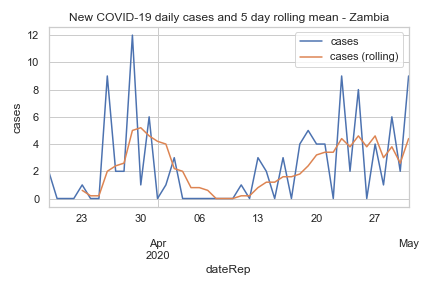 New COVID-19 daily cases and 5 day rolling mean - Zambia
cases
cases (rolling)
12
10
8
6
4
2
0
cases
23
30
06
13
20
27
Apr
2020
May
dateRep